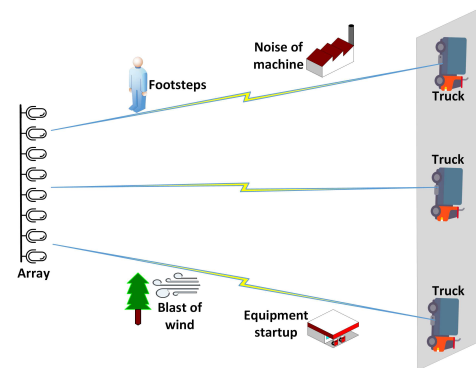 Noise of
machine
Footsteps
Truck
Truck
Array
Blast of
wind
Equipment
startup
Truck